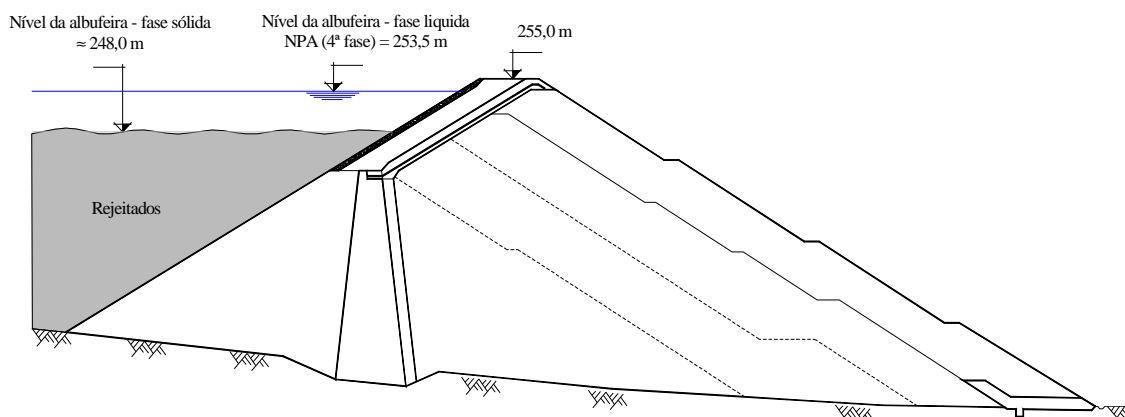 Nível da albufeira - fase sólida
≈ 248,0 m
Nível da albufeira - fase liquida
NPA (4ª fase) = 253,5 m
255,0 m
Rejeitados